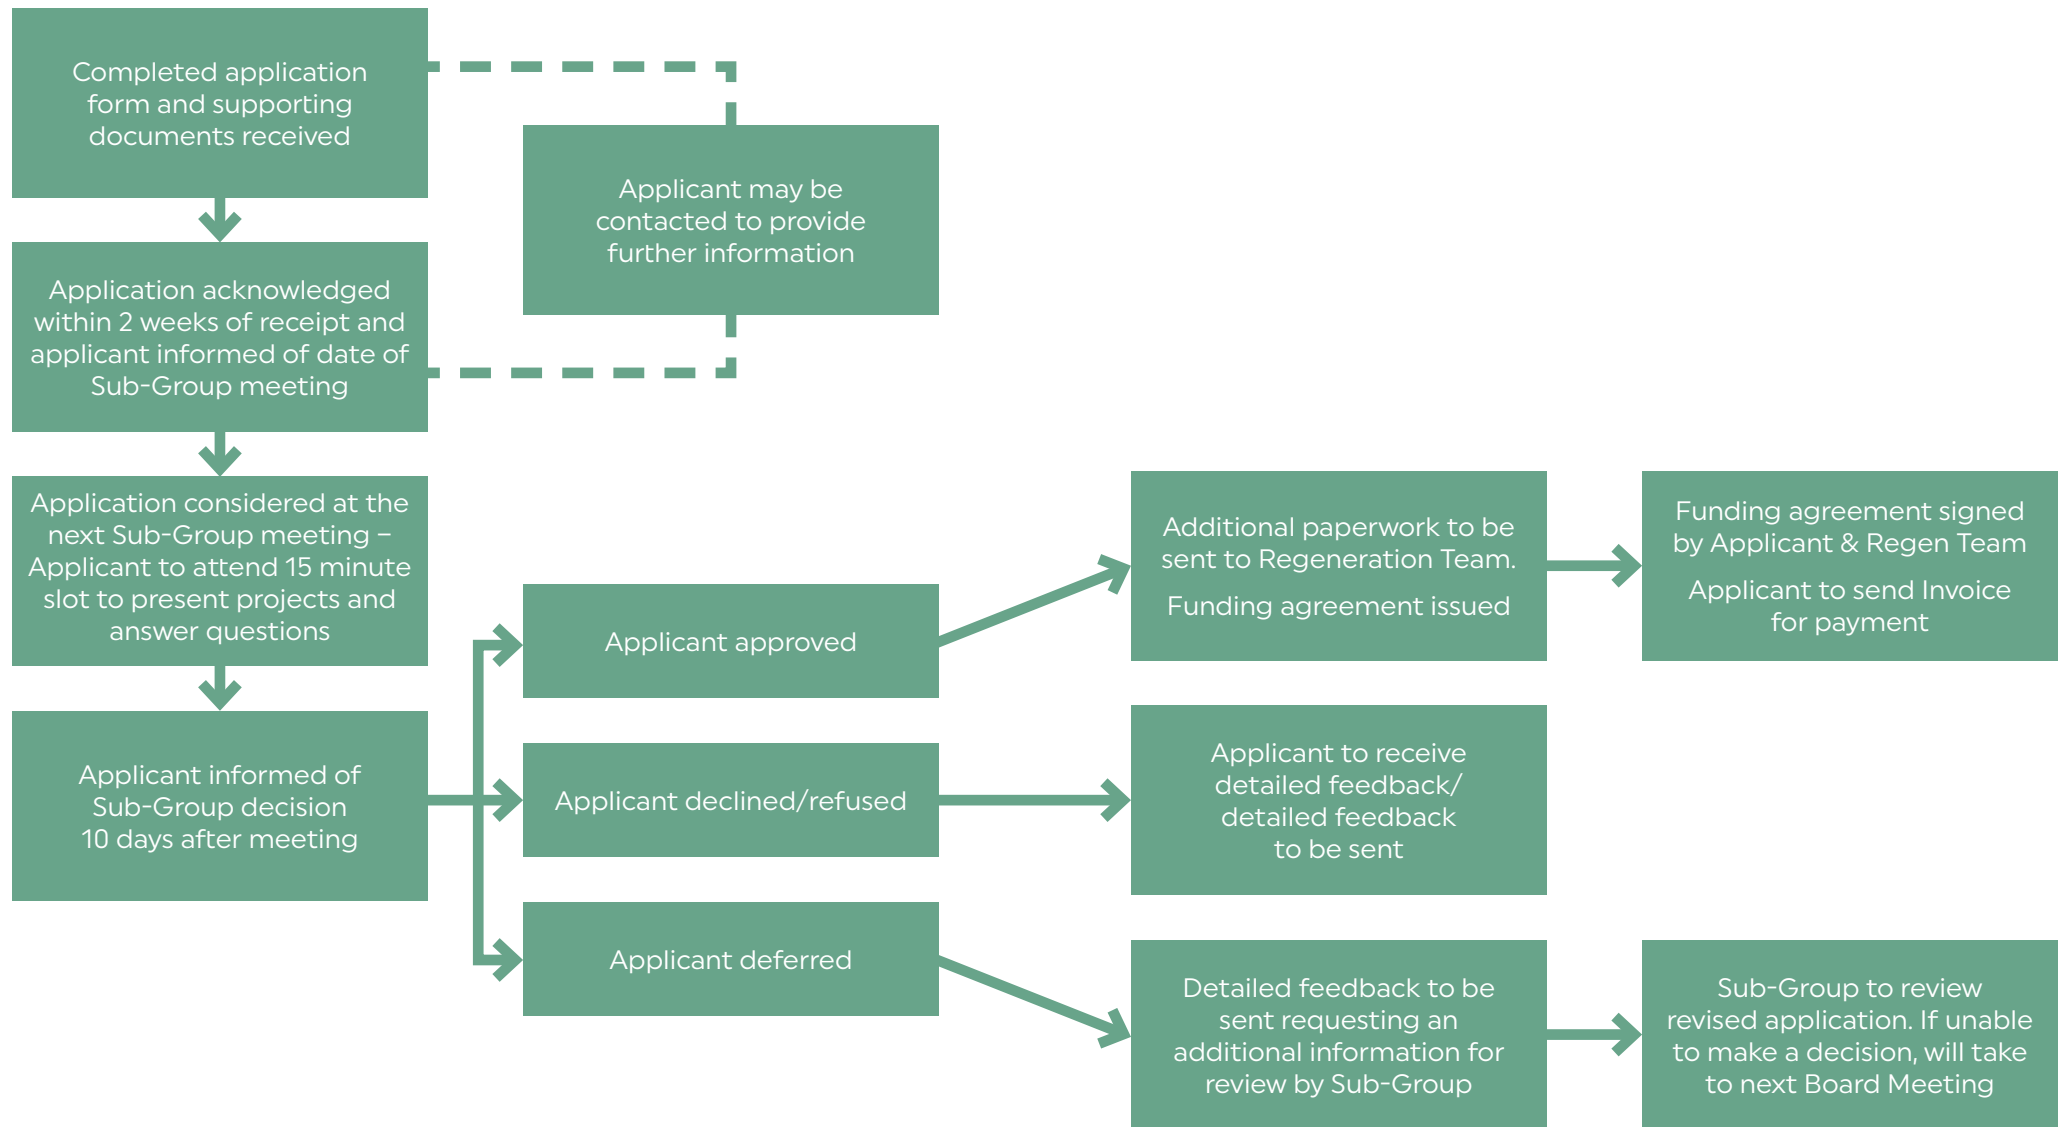 Completed application
form and supporting
documents received
Applicant may be
contacted to provide
further information
Application acknowledged
within 2 weeks of receipt and
applicant informed of date of
Sub-Group meeting
Application considered at the
next Sub-Group meeting –
Applicant to attend 15 minute
slot to present projects and
answer questions
Applicant informed of
Sub-Group decision
10 days after meeting
Applicant approved
Additional paperwork to be
sent to Regeneration Team.
Funding agreement issued
Funding agreement signed
by Applicant & Regen Team
Applicant to send Invoice
for payment
Applicant declined/refused
Applicant to receive
detailed feedback/
detailed feedback
to be sent
Applicant deferred
Detailed feedback to be
sent requesting an
additional information for
review by Sub-Group
Sub-Group to review
revised application. If unable
to make a decision, will take
to next Board Meeting